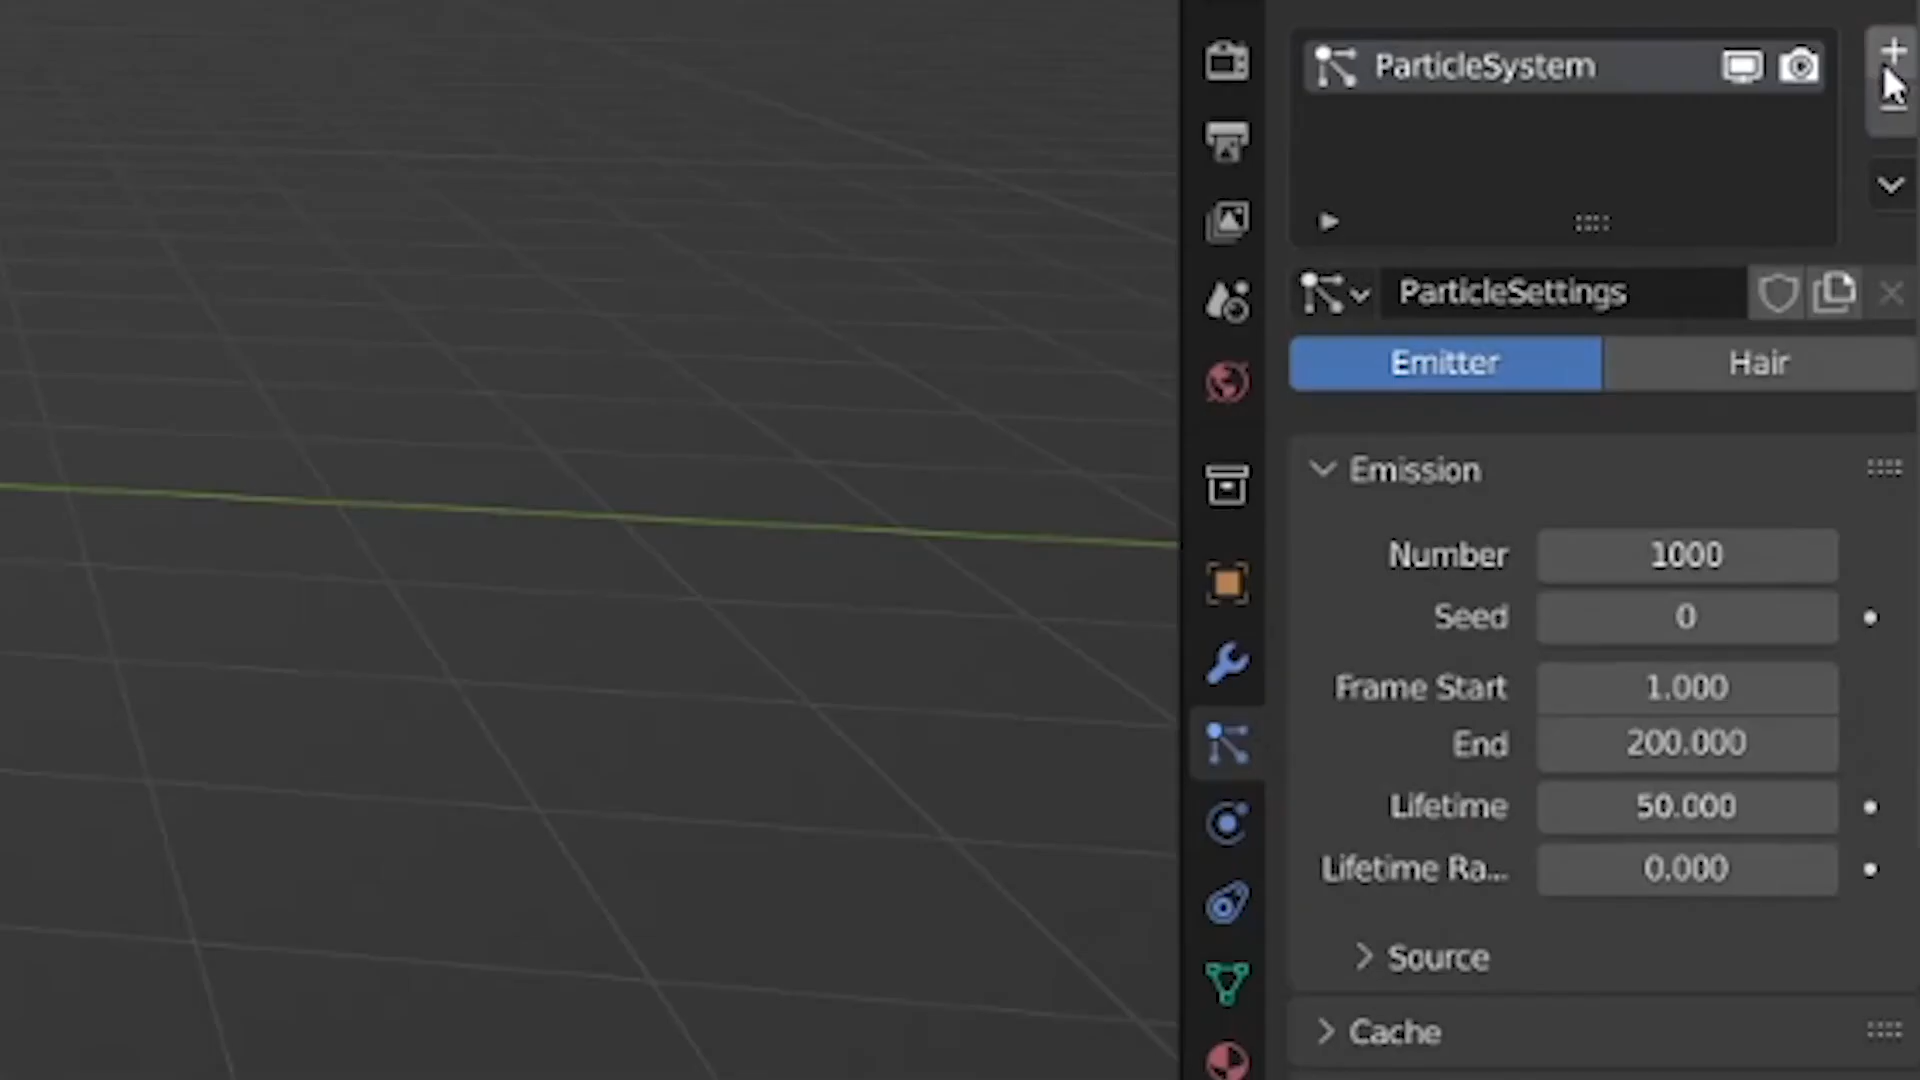 ParticleSystem
ParticleSettings
Emitter
Hair
Emission
Number 1000
Seed 0
Frame Start 1.000
End 200.000
Lifetime 50.000
Lifetime Ra... 0.000
Source
Cache